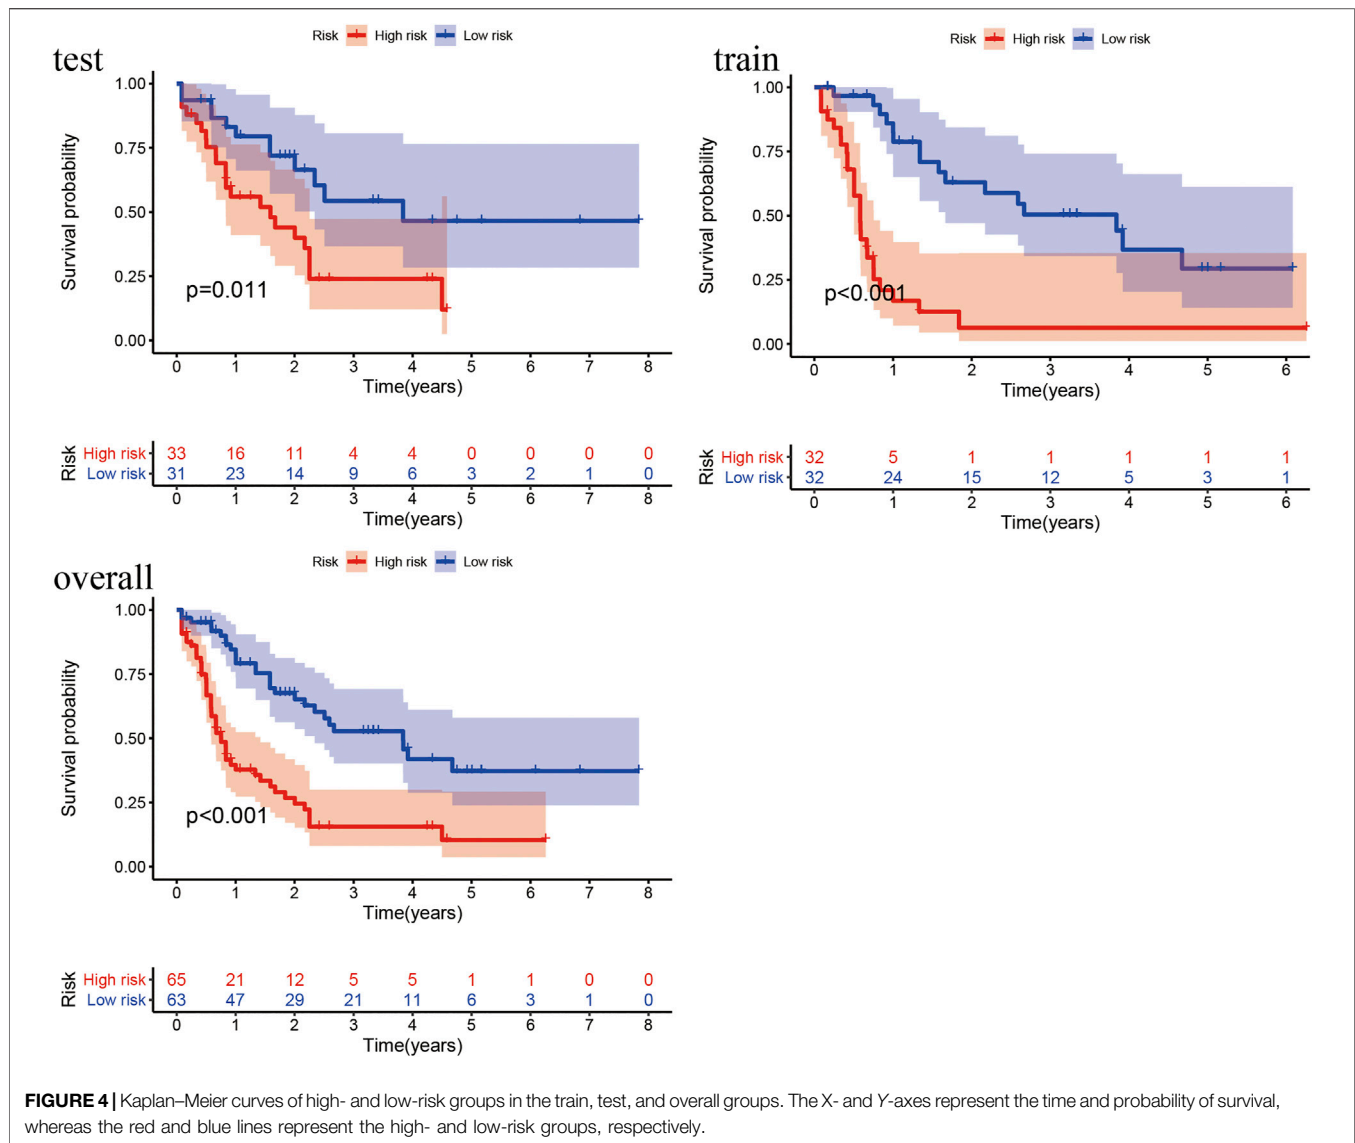 Risk High risk Low risk
test
1.00
0.75
0.50
0.25
0.00
Survival probability
p=0.011
0 1 2 3 4 5 6 7 8
Time(years)
Risk
High risk 33 16 11 4 4 0 0 0 0
Low risk 31 23 14 9 6 3 2 1 0
0 1 2 3 4 5 6 7 8
Time(years)
Risk High risk Low risk
train
1.00
0.75
0.50
0.25
0.00
Survival probability
p<0.001
0 1 2 3 4 5 6
Time(years)
Risk
High risk 32 5 1 1 1 1 1
Low risk 32 24 15 12 5 3 1
0 1 2 3 4 5 6
Time(years)
Risk High risk Low risk
overall
1.00
0.75
0.50
0.25
0.00
Survival probability
p<0.001
0 1 2 3 4 5 6 7 8
Time(years)
Risk
High risk 65 21 12 5 5 1 1 0 0
Low risk 63 47 29 21 11 6 3 1 0
0 1 2 3 4 5 6 7 8
Time(years)
FIGURE 4 | Kaplan–Meier curves of high- and low-risk groups in the train, test, and overall groups. The X- and Y-axes represent the time and probability of survival,
whereas the red and blue lines represent the high- and low-risk groups, respectively.